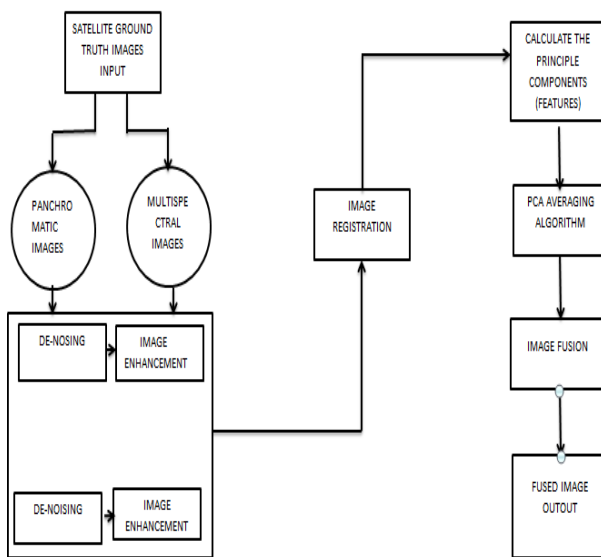 SATELLITE GROUND
TRUTH IMAGES
INPUT
PANCHRO
MATIC
IMAGES
MULTISPE
CTRAL
IMAGES
DE-NOSING
IMAGE
ENHANCEMENT
DE-NOISING
IMAGE
ENHANCEMENT
IMAGE
REGISTRATION
CALCULATE THE
PRINCIPLE
COMPONENTS
(FEATURES)
PCA AVERAGING
ALGORITHM
IMAGE FUSION
FUSED IMAGE
OUTOUT